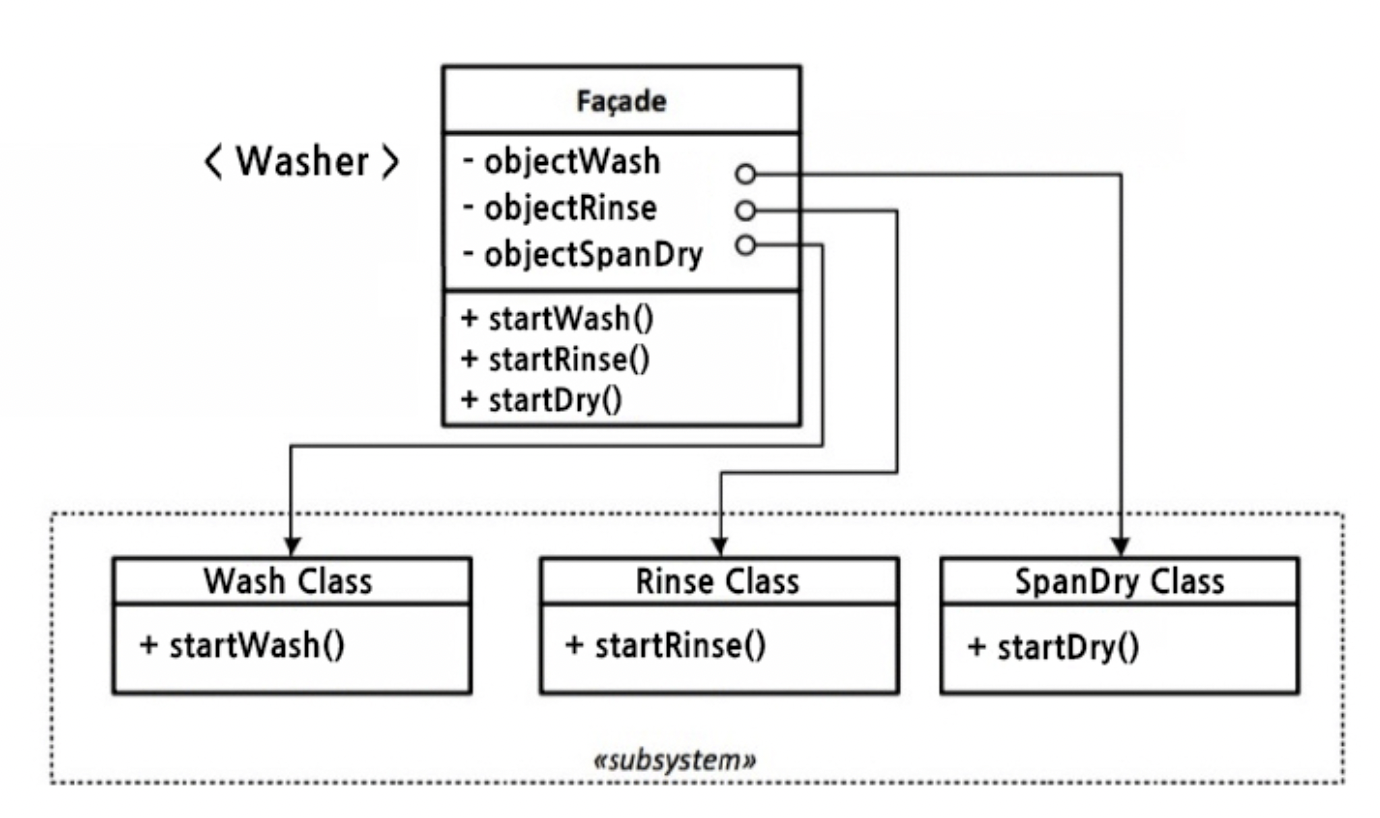 Façade
< Washer >
- objectWash
- objectRinse
- objectSpanDry
+ startWash()
+ startRinse()
+ startDry()
Wash Class
+ startWash()
Rinse Class
+ startRinse()
SpanDry Class
+ startDry()
«subsystem»